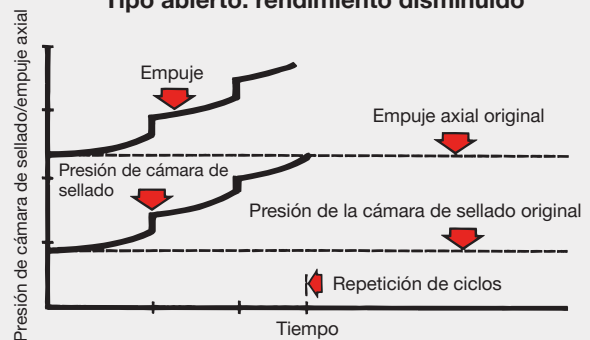 Tipo abierto: rendimiento disminuido
Presión de cámara de sellado/empuje axial
Empuje
Empuje axial original
Presión de cámara de
sellado
Presión de la cámara de sellado original
Repetición de ciclos
Tiempo